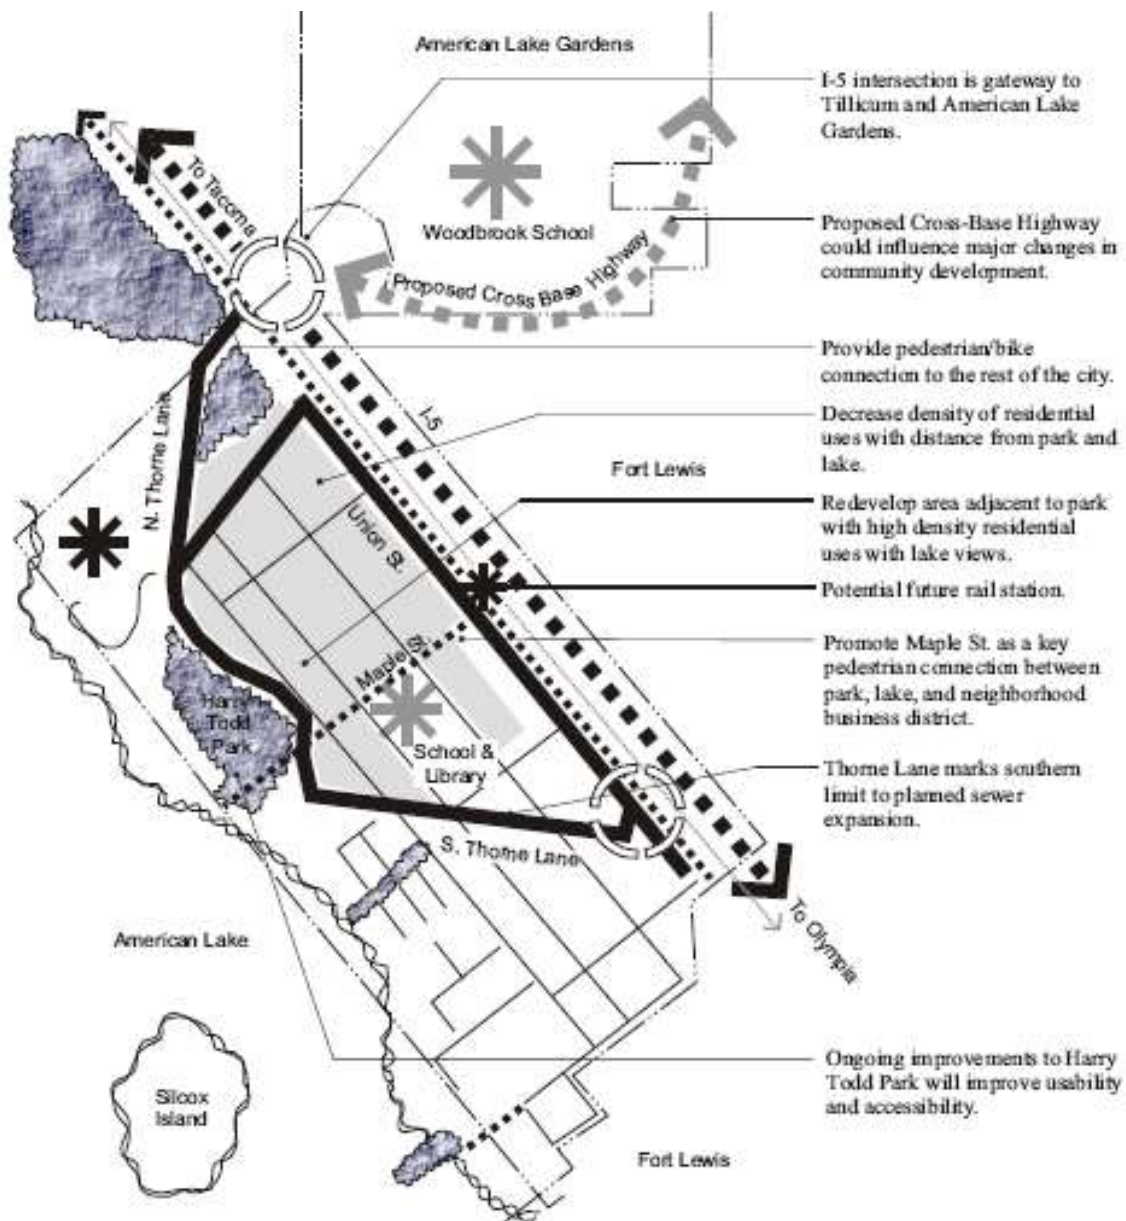 American Lake Gardens
I-5 intersection is gateway to
Tillicum and American Lake
Gardens.
To Tacoma
Woodbrook School
Proposed Cross-Base Highway
could influence major changes in
community development.
Proposed Cross Base Highway
Provide pedestrian/bike
connection to the rest of the city.
I-5
N. Thorne Lane
Decrease density of residential
uses with distance from park and
lake.
Fort Lewis
Union St.
Redevelop area adjacent to park
with high density residential
uses with lake views.
Potential future rail station.
Maple St.
Promote Maple St. as a key
pedestrian connection between
park, lake, and neighborhood
business district.
Harry
Todd
Park
School &
Library
Thorne Lane marks southern
limit to planned sewer
expansion.
S. Thorne Lane
To Olympia
American Lake
Silcox
Island
Ongoing improvements to Harry
Todd Park will improve usability
and accessibility.
Fort Lewis